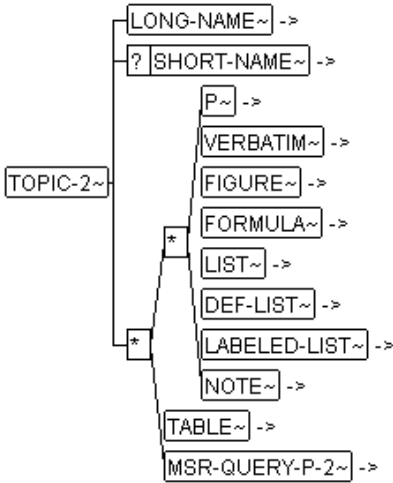 LONG-NAME~ ->
? SHORT-NAME~ ->
P~ ->
VERBATIM~ ->
TOPIC-2~ FIGURE~ ->
FORMULA~ ->
*
LIST~ ->
DEF-LIST~ ->
* LABELED-LIST~ ->
NOTE~ ->
TABLE~ ->
MSR-QUERY-P-2~ ->